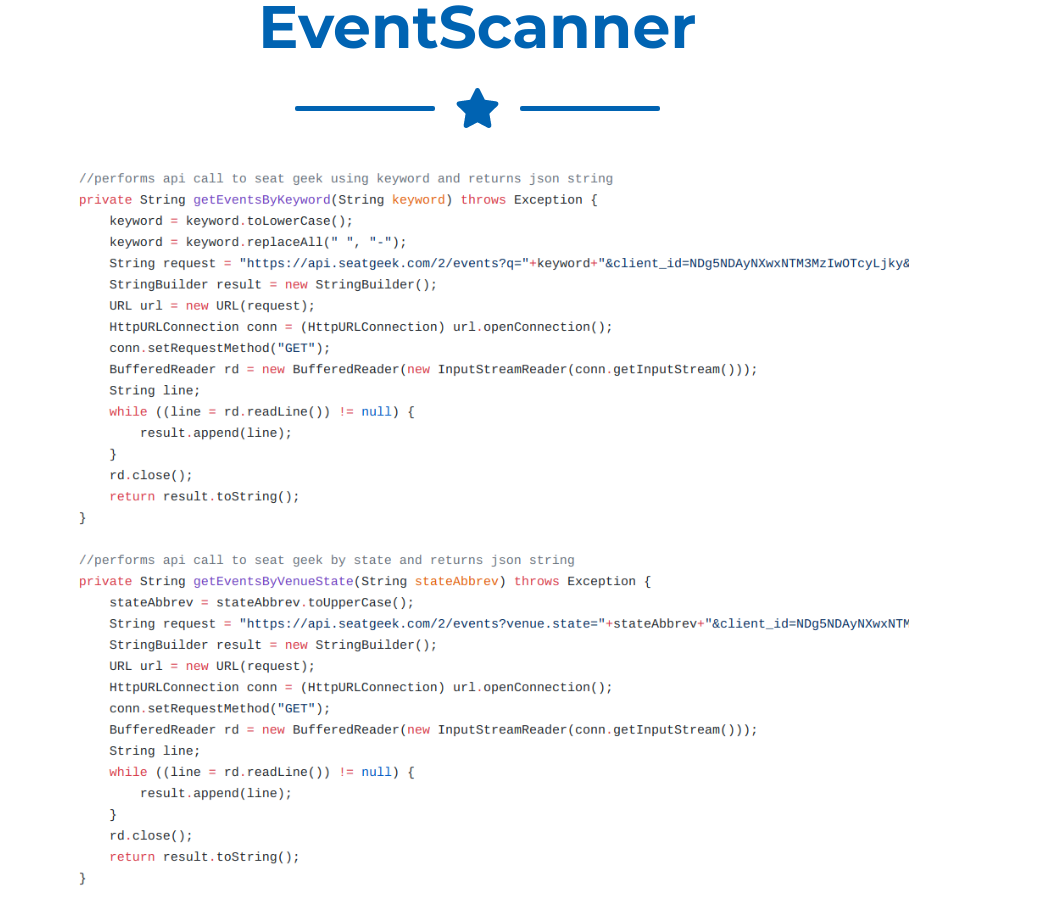 EventScanner
//performs api call to seat geek using keyword and returns json string
private String getEventsByKeyword(String keyword) throws Exception {
    keyword = keyword.toLowerCase();
    keyword = keyword.replaceAll(" ", "-");
    String request = "https://api.seatgeek.com/2/events?q="+keyword+"&client_id=NDg5NDAyNXwxNTM3MzIwOTcyLjky&
    StringBuilder result = new StringBuilder();
    URL url = new URL(request);
    HttpURLConnection conn = (HttpURLConnection) url.openConnection();
    conn.setRequestMethod("GET");
    BufferedReader rd = new BufferedReader(new InputStreamReader(conn.getInputStream()));
    String line;
    while ((line = rd.readLine()) != null) {
        result.append(line);
    }
    rd.close();
    return result.toString();
}
//performs api call to seat geek by state and returns json string
private String getEventsByVenueState(String stateAbbrev) throws Exception {
    stateAbbrev = stateAbbrev.toUpperCase();
    String request = "https://api.seatgeek.com/2/events?venue.state="+stateAbbrev+"&client_id=NDg5NDAyNXwxNTM
    StringBuilder result = new StringBuilder();
    URL url = new URL(request);
    HttpURLConnection conn = (HttpURLConnection) url.openConnection();
    conn.setRequestMethod("GET");
    BufferedReader rd = new BufferedReader(new InputStreamReader(conn.getInputStream()));
    String line;
    while ((line = rd.readLine()) != null) {
        result.append(line);
    }
    rd.close();
    return result.toString();
}